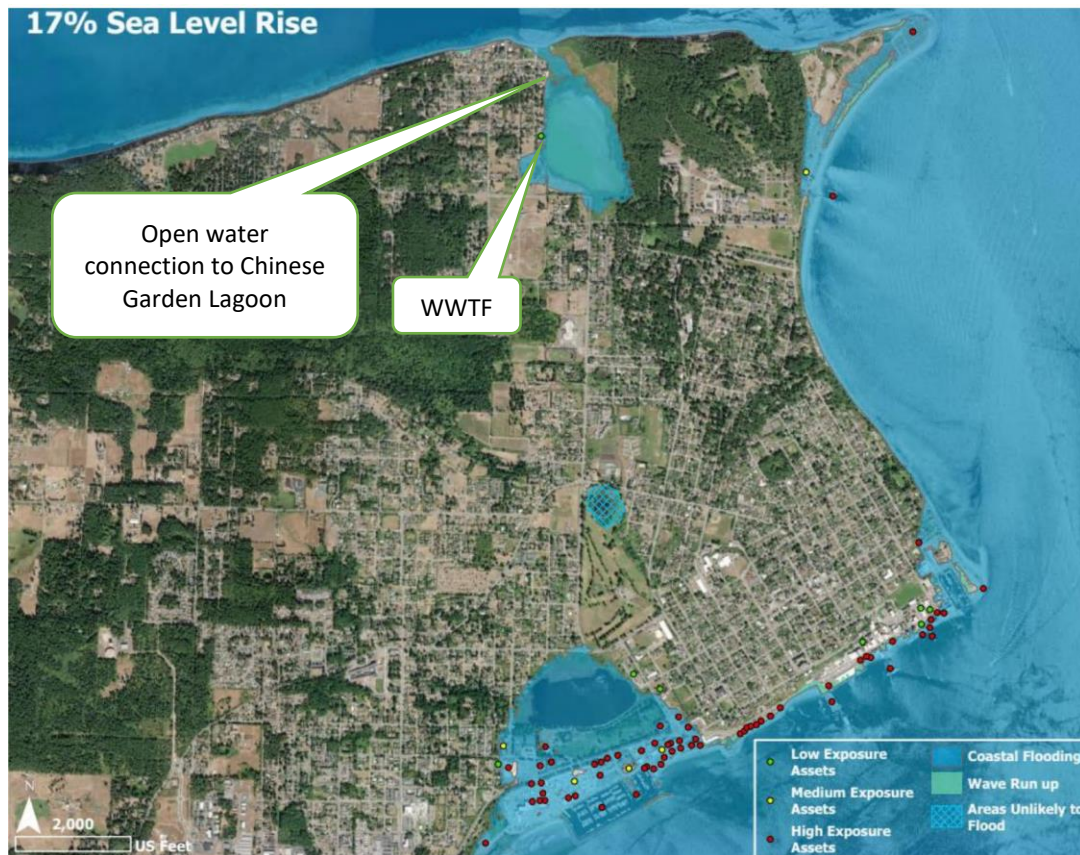 17% Sea Level Rise
Open water
connection to Chinese
Garden Lagoon
WWTF
N
2,000
US Feet
Low Exposure
Assets
Medium Exposure
Assets
High Exposure
Assets
Coastal Flooding
Wave Run up
Areas Unlikely to
Flood